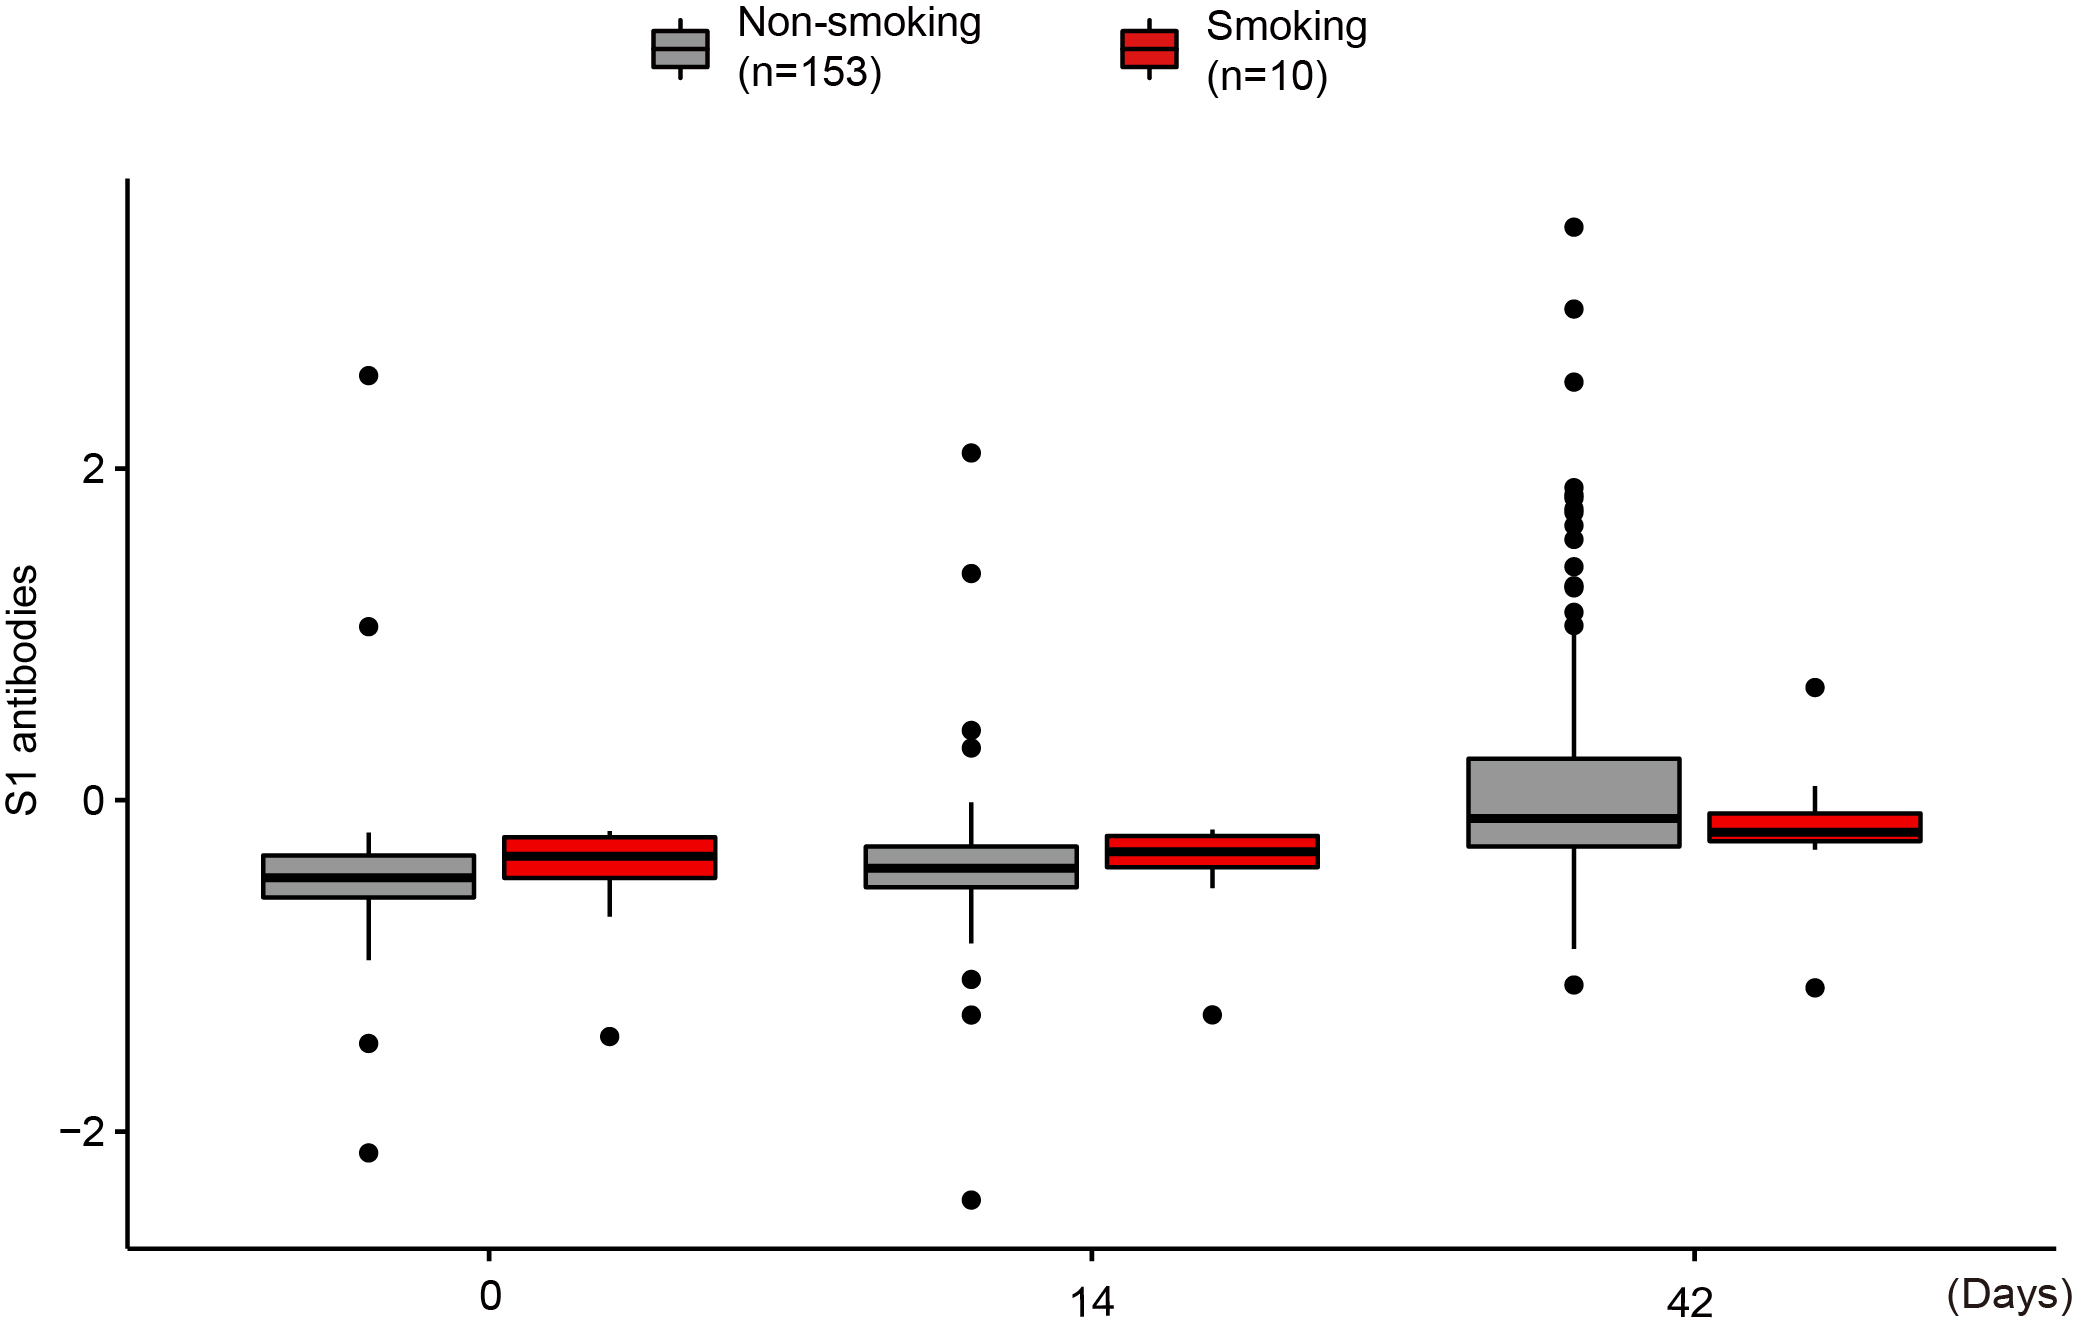 Non-smoking
(n=153)
Smoking
(n=10)
S1 antibodies
2
0
−2
0
14
42
(Days)